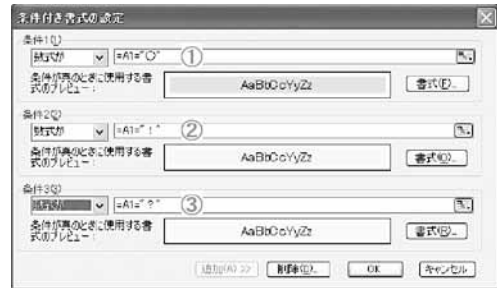 条件付き書式の設定
条件1(1)
数式が =A1="○" ①
条件が真のときに使用する書式のプレビュー: AaBbCcYyZz 書式(F)...
条件2(2)
数式が =A1="!" ②
条件が真のときに使用する書式のプレビュー: AaBbCcYyZz 書式(O)...
条件3(3)
数式が =A1="?" ③
条件が真のときに使用する書式のプレビュー: AaBbCcYyZz 書式(R)...
追加(A) >> 削除(D)... OK キャンセル